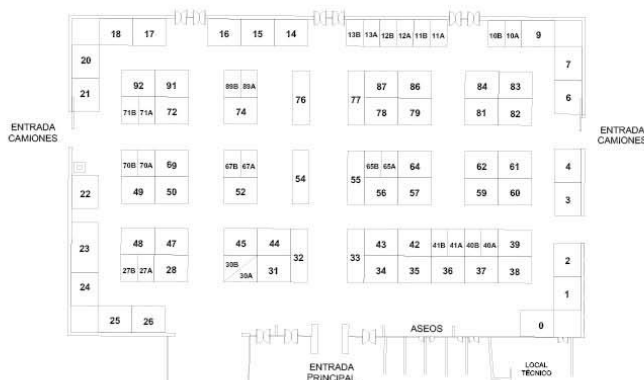 18 17 16 15 14 13B 13A 12B 12A 11B 11A 10B 10A 9
20 7
92 91 89B 89A 76 77 87 86 84 83
21 6
71B 71A 72 74 78 79 81 82
ENTRADA
CAMIONES
ENTRADA
CAMIONES
70B 70A 69 67B 67A 54 55 65B 65A 64 62 61 4
22 49 50 52 56 57 59 60 3
23 48 47 45 44 32 33 43 42 41B 41A 40B 40A 39 2
27B 27A 28 30B 30A 31 34 35 36 37 38
24 1
25 26 0
ASEOS
ENTRADA
PRINCIPAL
LOCAL
TÉCNICO